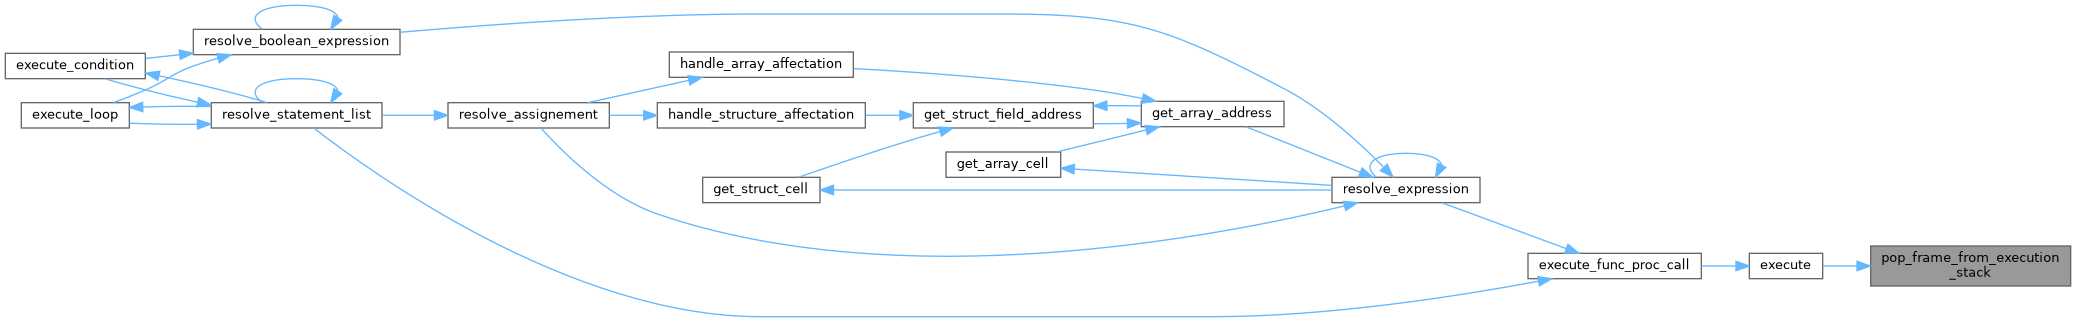 resolve_boolean_expression
execute_condition
handle_array_affectation
execute_loop
resolve_statement_list
resolve_assignement
handle_structure_affectation
get_struct_field_address
get_array_address
get_array_cell
get_struct_cell
resolve_expression
execute_func_proc_call
execute
pop_frame_from_execution
_stack